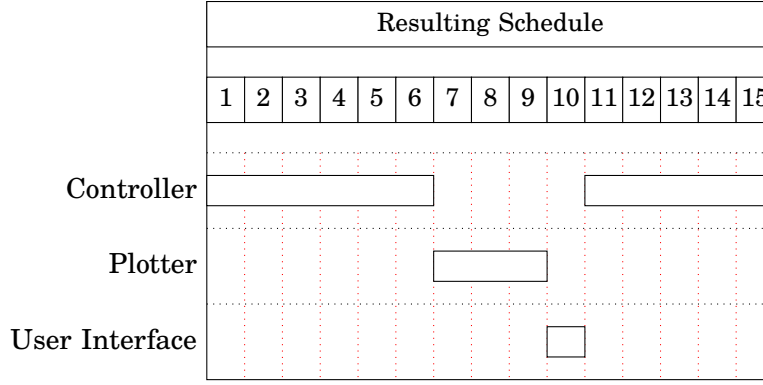 Resulting Schedule
1 2 3 4 5 6 7 8 9 10 11 12 13 14 15
Controller
Plotter
User Interface